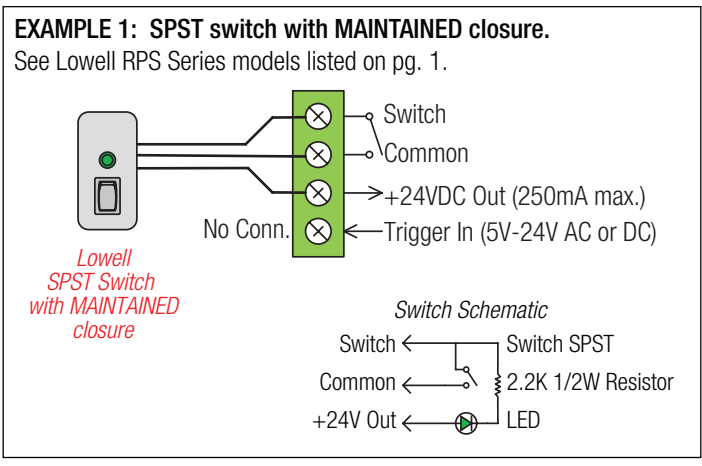 EXAMPLE 1: SPST switch with MAINTAINED closure.
See Lowell RPS Series models listed on pg. 1.
Switch
Common
+24VDC Out (250mA max.)
No Conn.
Trigger In (5V-24V AC or DC)
Lowell
SPST Switch
with MAINTAINED
closure
Switch Schematic
Switch
Switch SPST
Common
2.2K 1/2W Resistor
+24V Out
LED